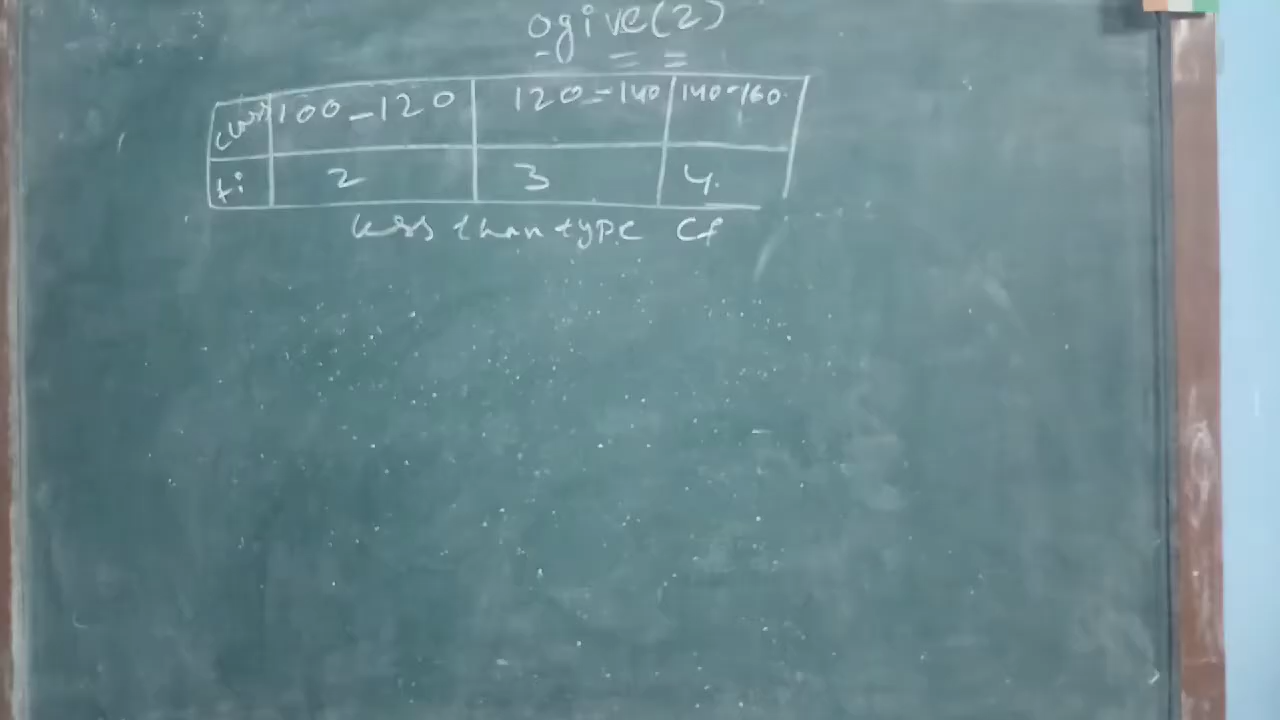 ogive(2)
class 100-120 120-140 140-160
fi 2 3 4
less than type cf